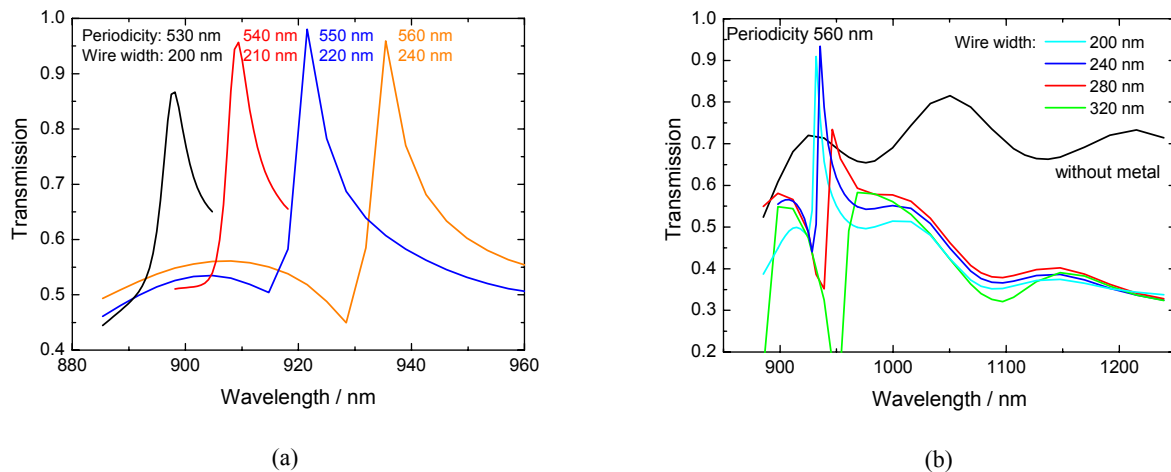 Periodicity: 530 nm 540 nm 550 nm 560 nm
Wire width: 200 nm 210 nm 220 nm 240 nm
1.0
0.9
0.8
0.7
0.6
0.5
0.4
Transmission
880 900 920 940 960
Wavelength / nm
(a)
Periodicity 560 nm
Wire width: 200 nm
240 nm
280 nm
320 nm
without metal
1.0
0.9
0.8
0.7
0.6
0.5
0.4
0.3
0.2
Transmission
900 1000 1100 1200
Wavelength / nm
(b)